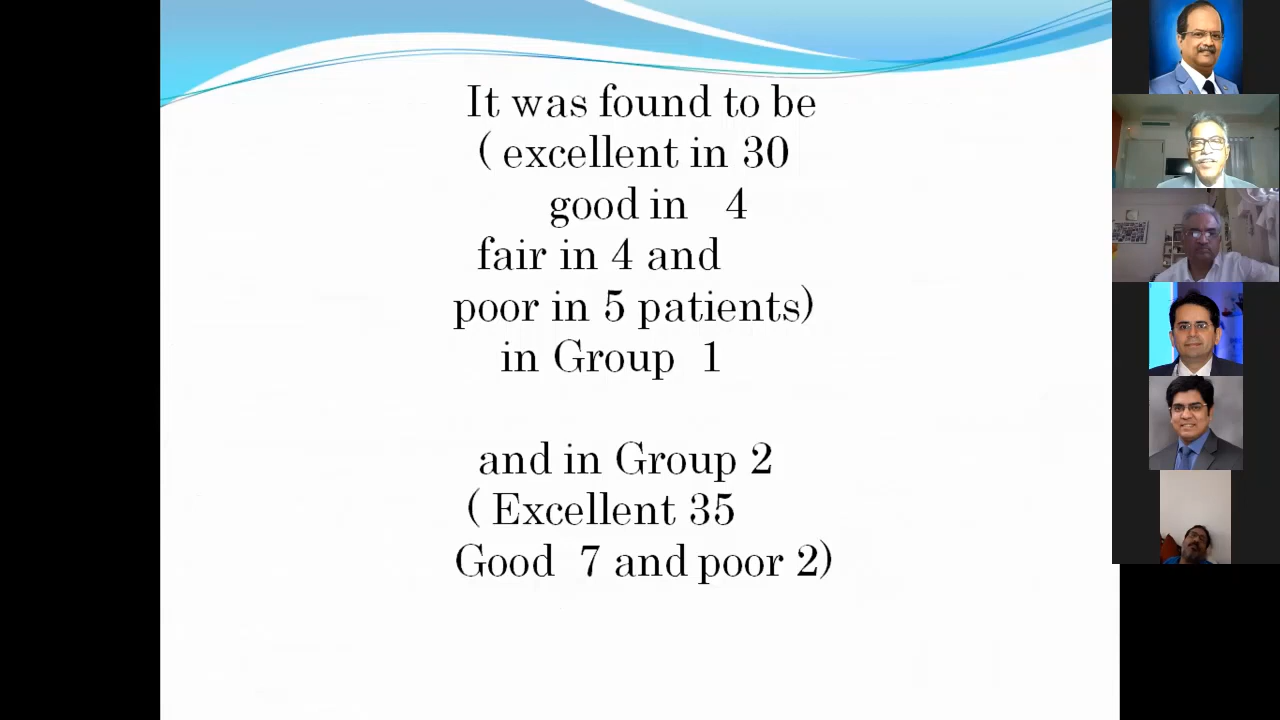 It was found to be
( excellent in 30
good in 4
fair in 4 and
poor in 5 patients)
in Group 1
and in Group 2
( Excellent 35
Good 7 and poor 2)